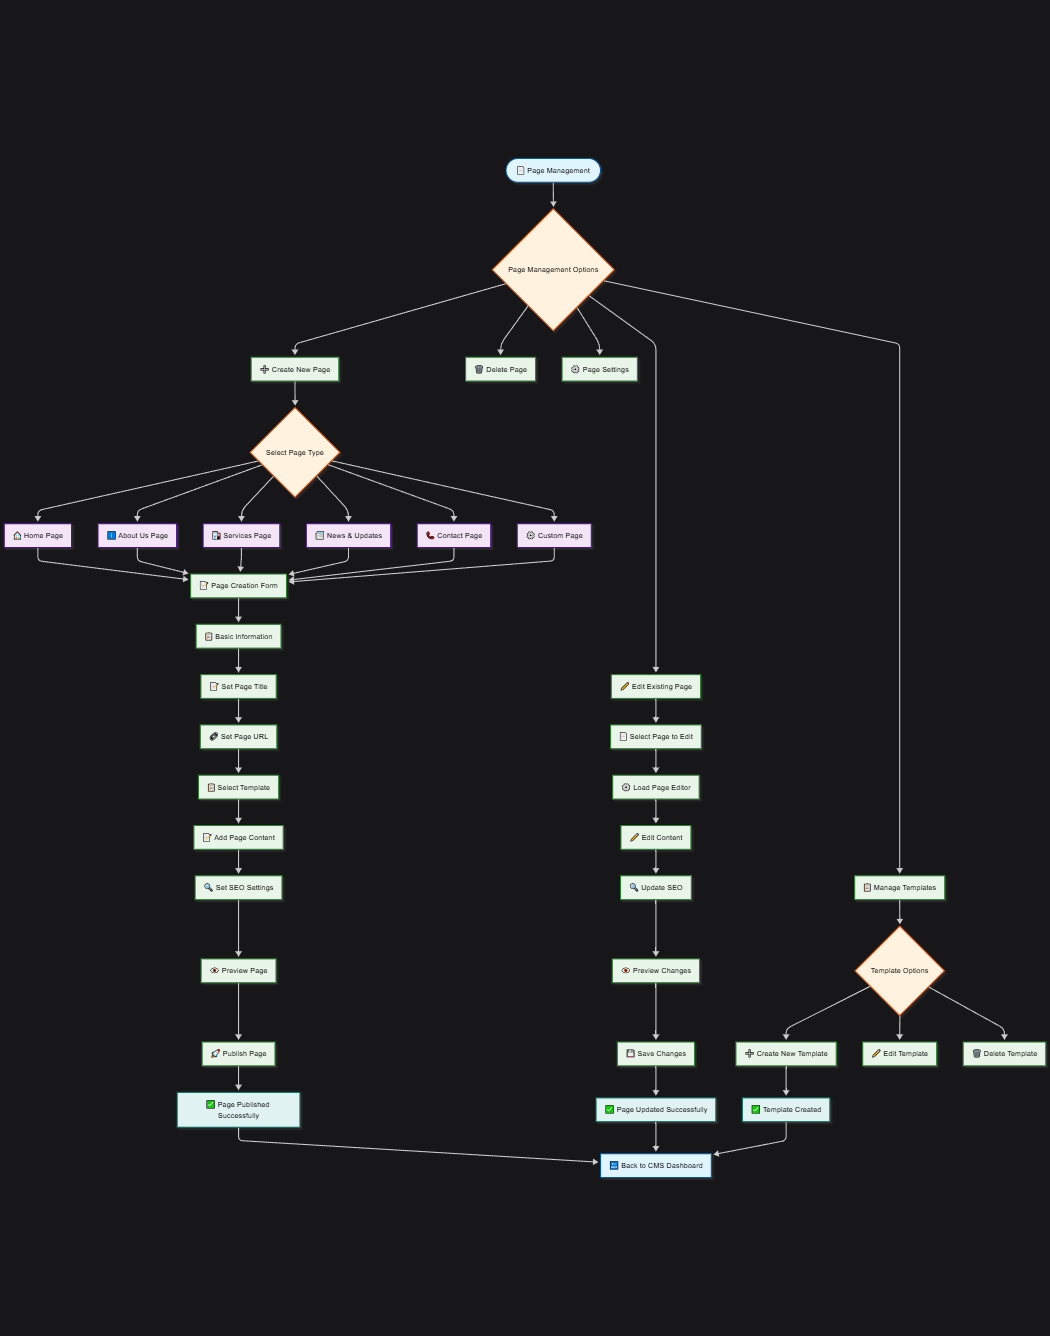 Page Management
Page Management Options
Create New Page
Delete Page
Page Settings
Select Page Type
Home Page
About Us Page
Services Page
News & Updates
Contact Page
Custom Page
Page Creation Form
Basic Information
Set Page Title
Edit Existing Page
Set Page URL
Select Page to Edit
Select Template
Load Page Editor
Add Page Content
Edit Content
Set SEO Settings
Update SEO
Manage Templates
Preview Page
Preview Changes
Template Options
Publish Page
Save Changes
Create New Template
Edit Template
Delete Template
Page Published
Successfully
Page Updated Successfully
Template Created
Back to CMS Dashboard